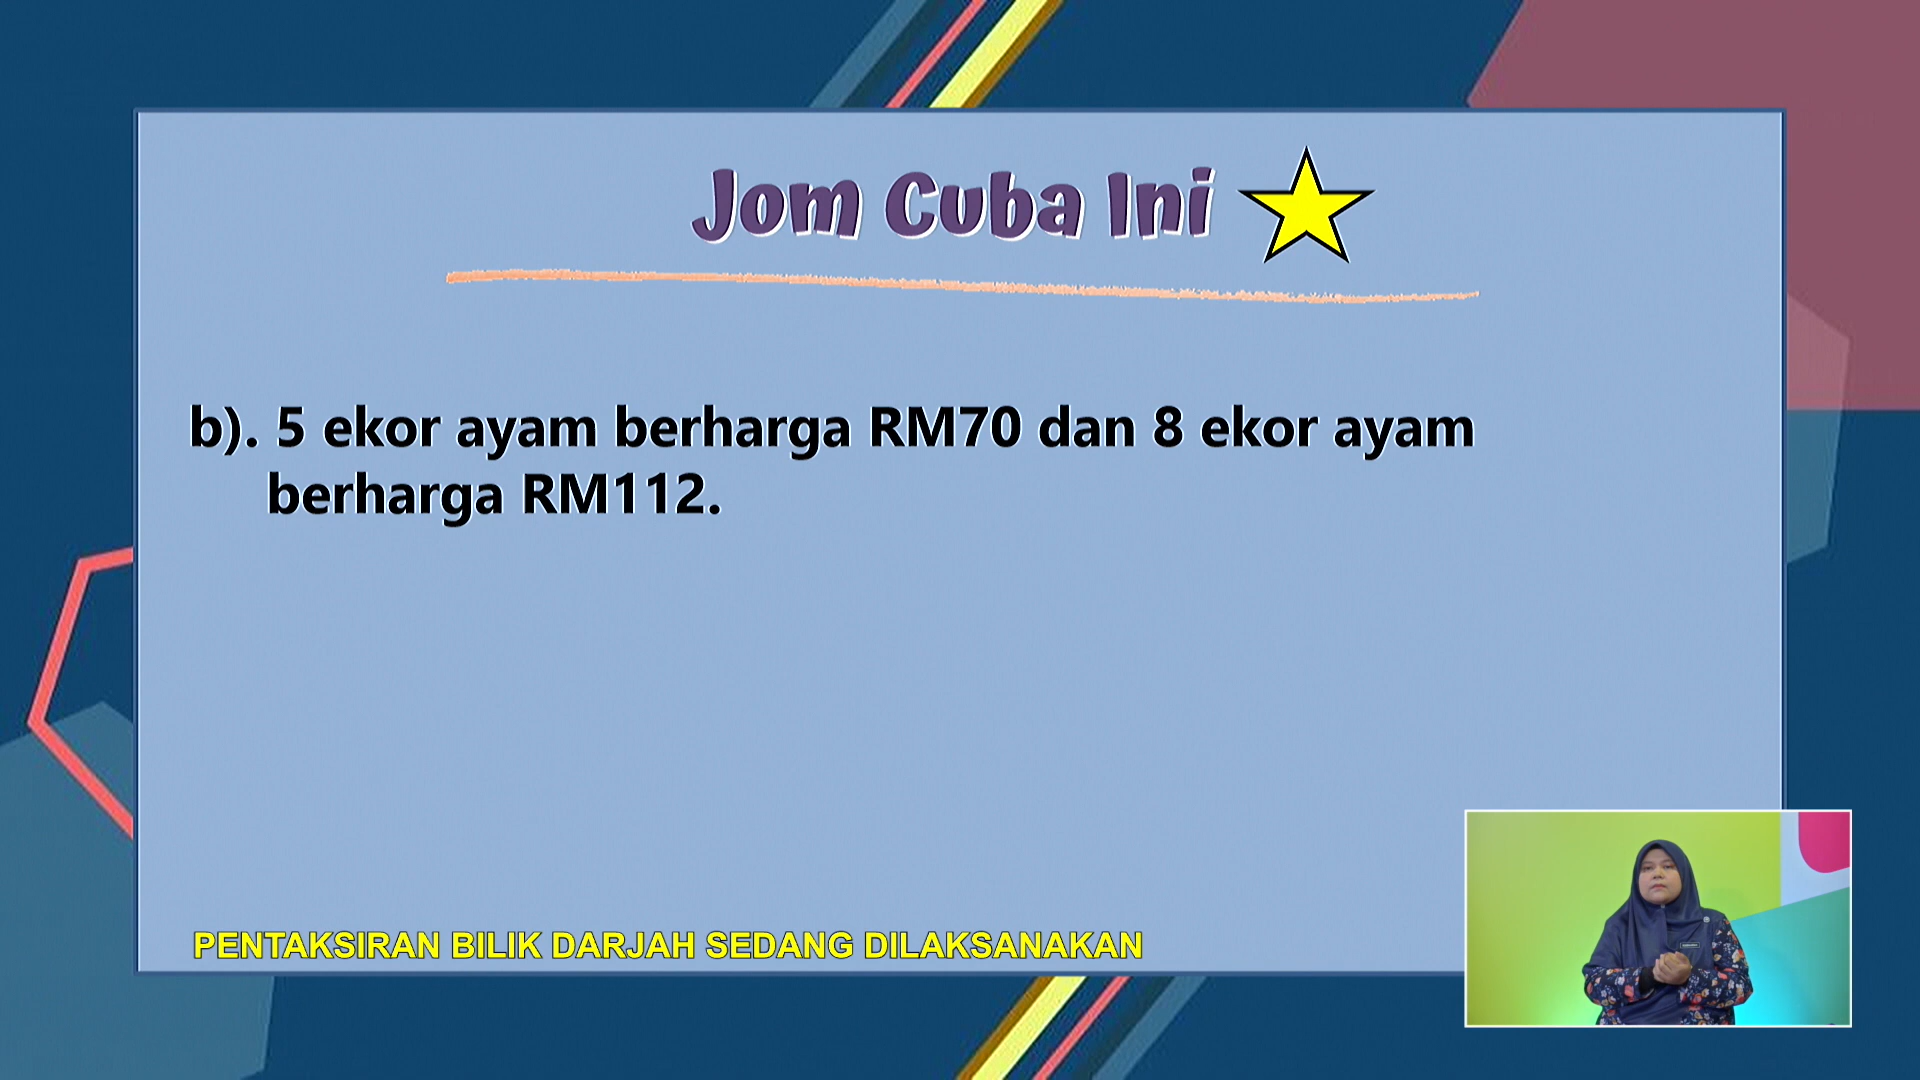 Jom Cuba Ini
b). 5 ekor ayam berharga RM70 dan 8 ekor ayam
berharga RM112.
PENTAKSIRAN BILIK DARJAH SEDANG DILAKSANAKAN